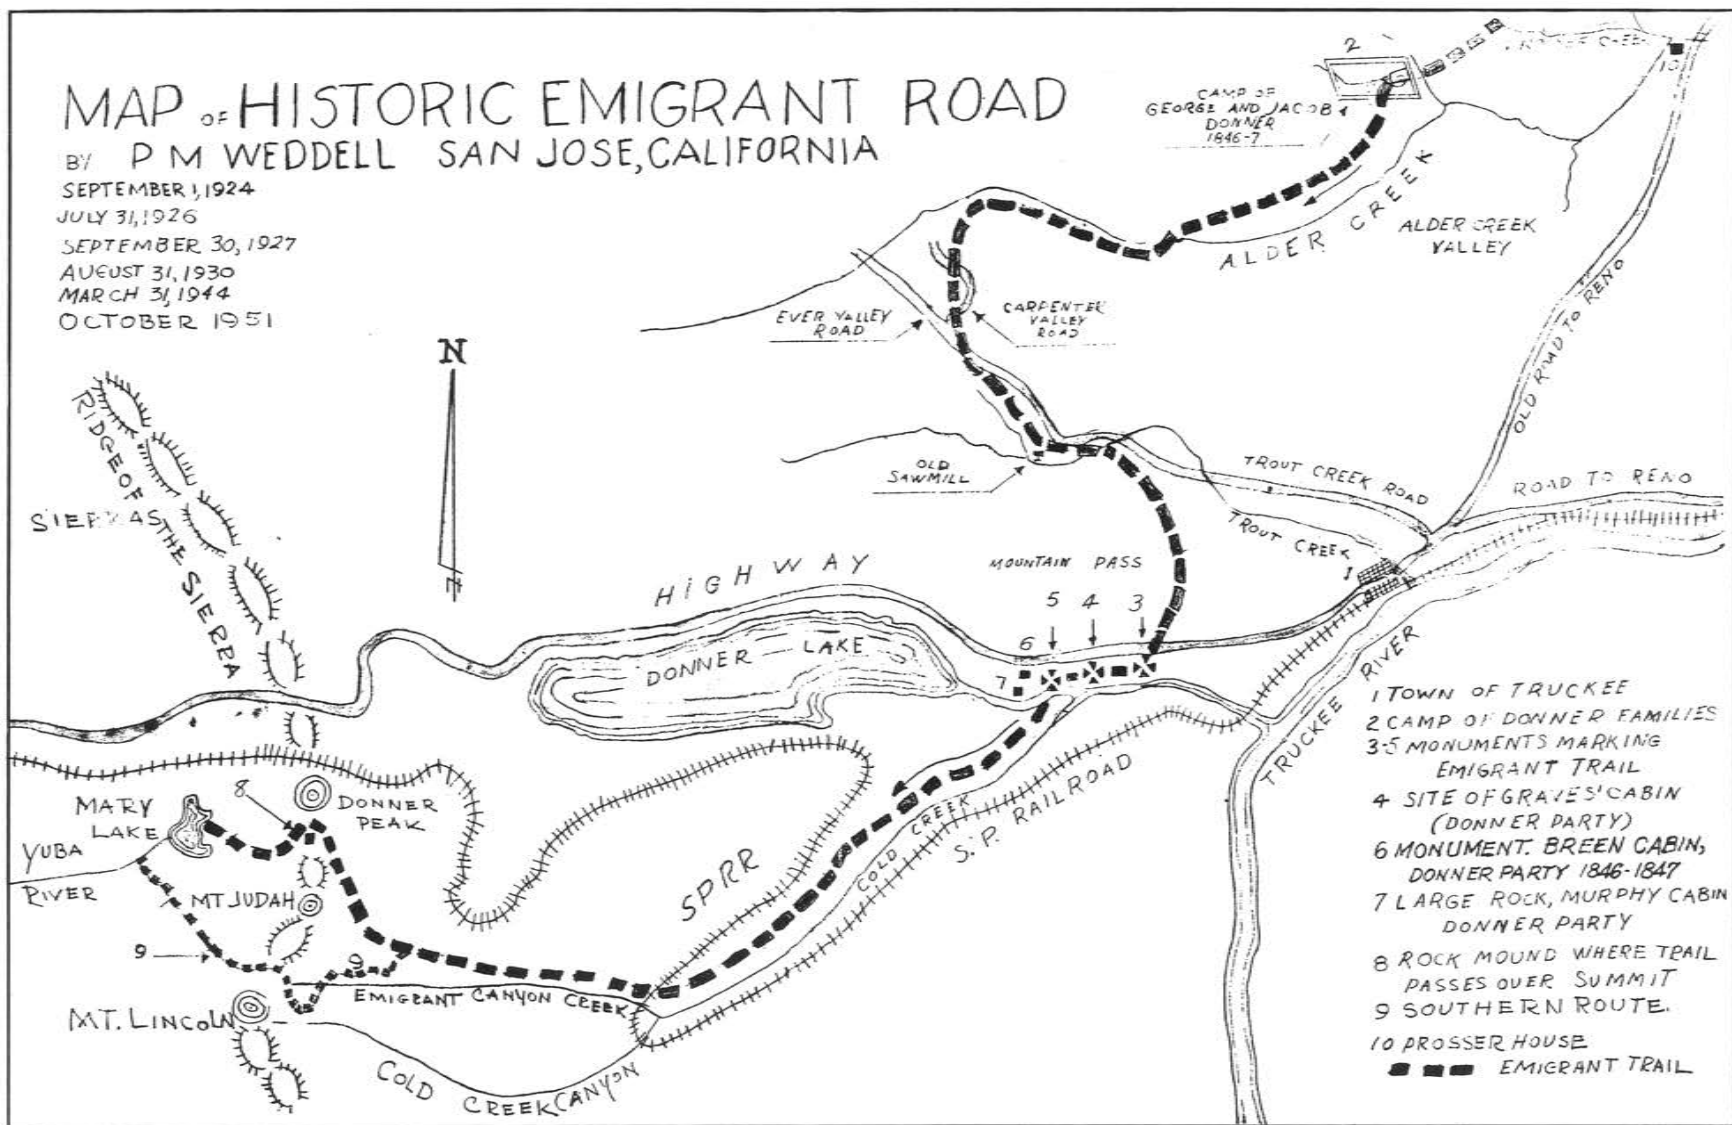 MAP OF HISTORIC EMIGRANT ROAD
BY P M WEDDELL SAN JOSE, CALIFORNIA
SEPTEMBER 1, 1924
JULY 31, 1926
SEPTEMBER 30, 1927
AUGUST 31, 1930
MARCH 31, 1944
OCTOBER 1951
2
CAMP OF
GEORGE AND JACOB
DONNER
1846-7
CREEK
10
ALDER CREEK
ALDER CREEK
VALLEY
OLD ROAD TO RENO
EVER VALLEY
ROAD
CARPENTER
VALLEY
ROAD
N
RIDGE OF THE SIERRA
SIERRAS
OLD
SAWMILL
TROUT CREEK ROAD
TROUT CREEK
ROAD TO RENO
1
MOUNTAIN PASS
5 4 3
6
7
HIGHWAY
DONNER LAKE
TRUCKEE RIVER
MARY
LAKE
8
DONNER
PEAK
YUBA
RIVER
MT JUDAH
9
9
SPRR
COLD CREEK
S.P. RAILROAD
EMIGRANT CANYON CREEK
MT. LINCOLN
COLD CREEK CANYON
1 TOWN OF TRUCKEE
2 CAMP OF DONNER FAMILIES
3-5 MONUMENTS MARKING
EMIGRANT TRAIL
4 SITE OF GRAVES' CABIN
(DONNER PARTY)
6 MONUMENT. BREEN CABIN,
DONNER PARTY 1846-1847
7 LARGE ROCK, MURPHY CABIN
DONNER PARTY
8 ROCK MOUND WHERE TRAIL
PASSES OVER SUMMIT
9 SOUTHERN ROUTE.
10 PROSSER HOUSE
EMIGRANT TRAIL